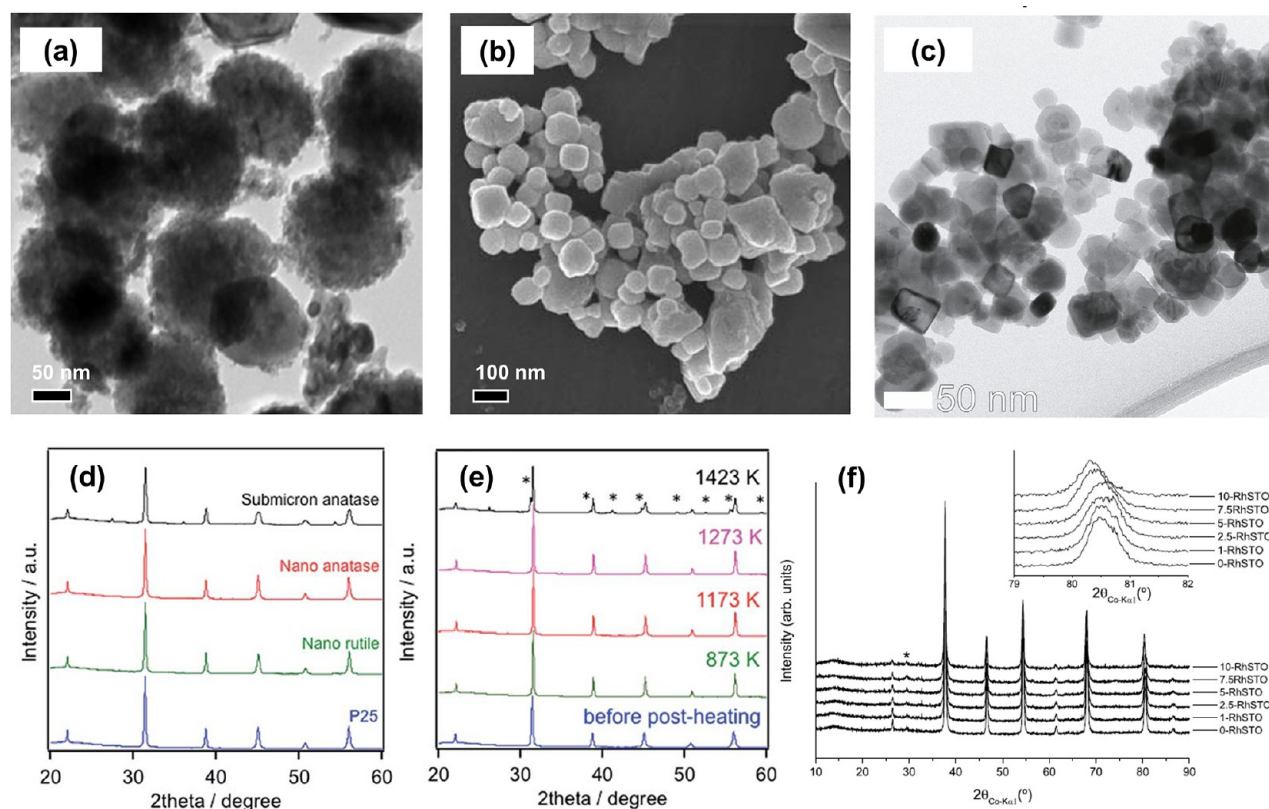 (a)
50 nm
(b)
100 nm
(c)
50 nm
(d)
Submicron anatase
Nano anatase
Nano rutile
P25
Intensity / a.u.
20 30 40 50 60
2theta / degree
(e)
1423 K
* * * * * * * *
1273 K
1173 K
873 K
before post-heating
Intensity / a.u.
20 30 40 50 60
2theta / degree
(f)
10-RhSTO
7.5RhSTO
5-RhSTO
2.5-RhSTO
1-RhSTO
0-RhSTO
79 80 81 82
2θCo-Kα1(º)
*
10-RhSTO
7.5RhSTO
5-RhSTO
2.5-RhSTO
1-RhSTO
0-RhSTO
Intensity (arb. units)
10 20 30 40 50 60 70 80 90
2θCo-Kα1(º)